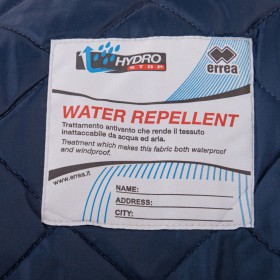 HYDRO
STOP
errea
WATER REPELLENT
Trattamento antivento che rende il tessuto
inattaccabile da acqua ed aria.
Treatment which makes this fabric both waterproof
and windproof.
www.errea.it
NAME:
ADDRESS:
CITY: